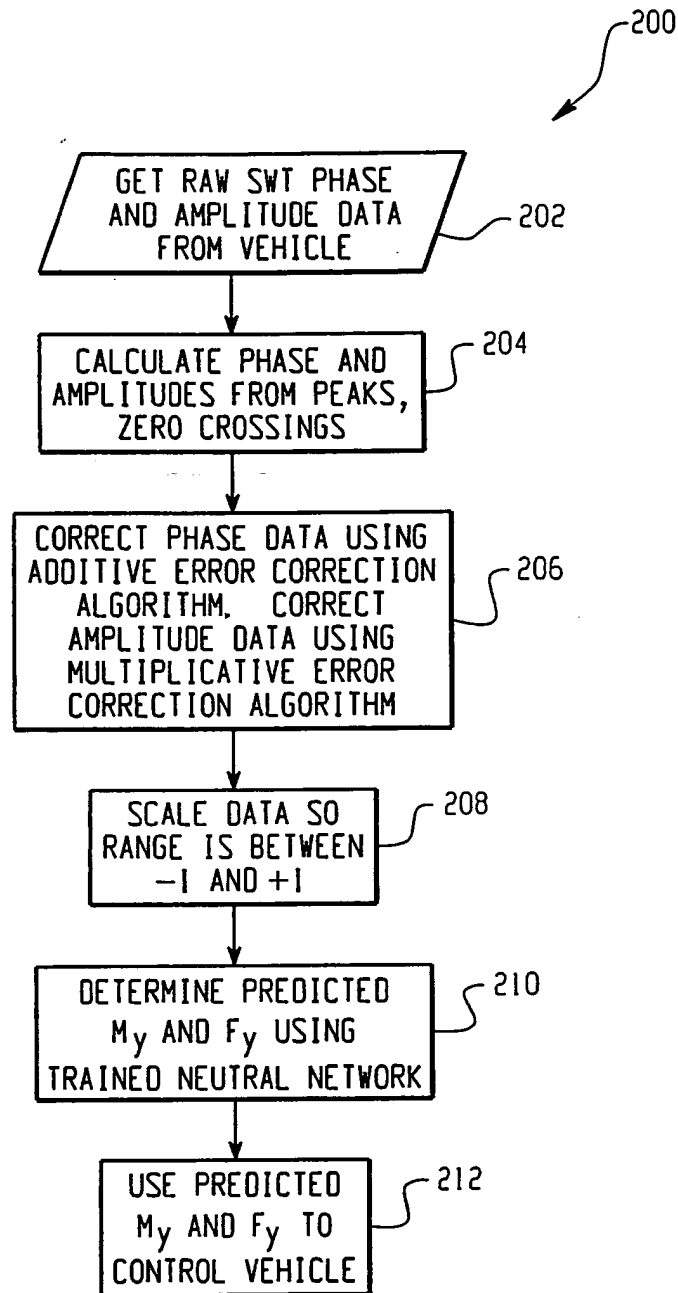 200
GET RAW SWT PHASE
AND AMPLITUDE DATA
FROM VEHICLE
202
CALCULATE PHASE AND
AMPLITUDES FROM PEAKS,
ZERO CROSSINGS
204
CORRECT PHASE DATA USING
ADDITIVE ERROR CORRECTION
ALGORITHM. CORRECT
AMPLITUDE DATA USING
MULTIPLICATIVE ERROR
CORRECTION ALGORITHM
206
SCALE DATA SO
RANGE IS BETWEEN
-1 AND +1
208
DETERMINE PREDICTED
My AND Fy USING
TRAINED NEUTRAL NETWORK
210
USE PREDICTED
My AND Fy TO
CONTROL VEHICLE
212